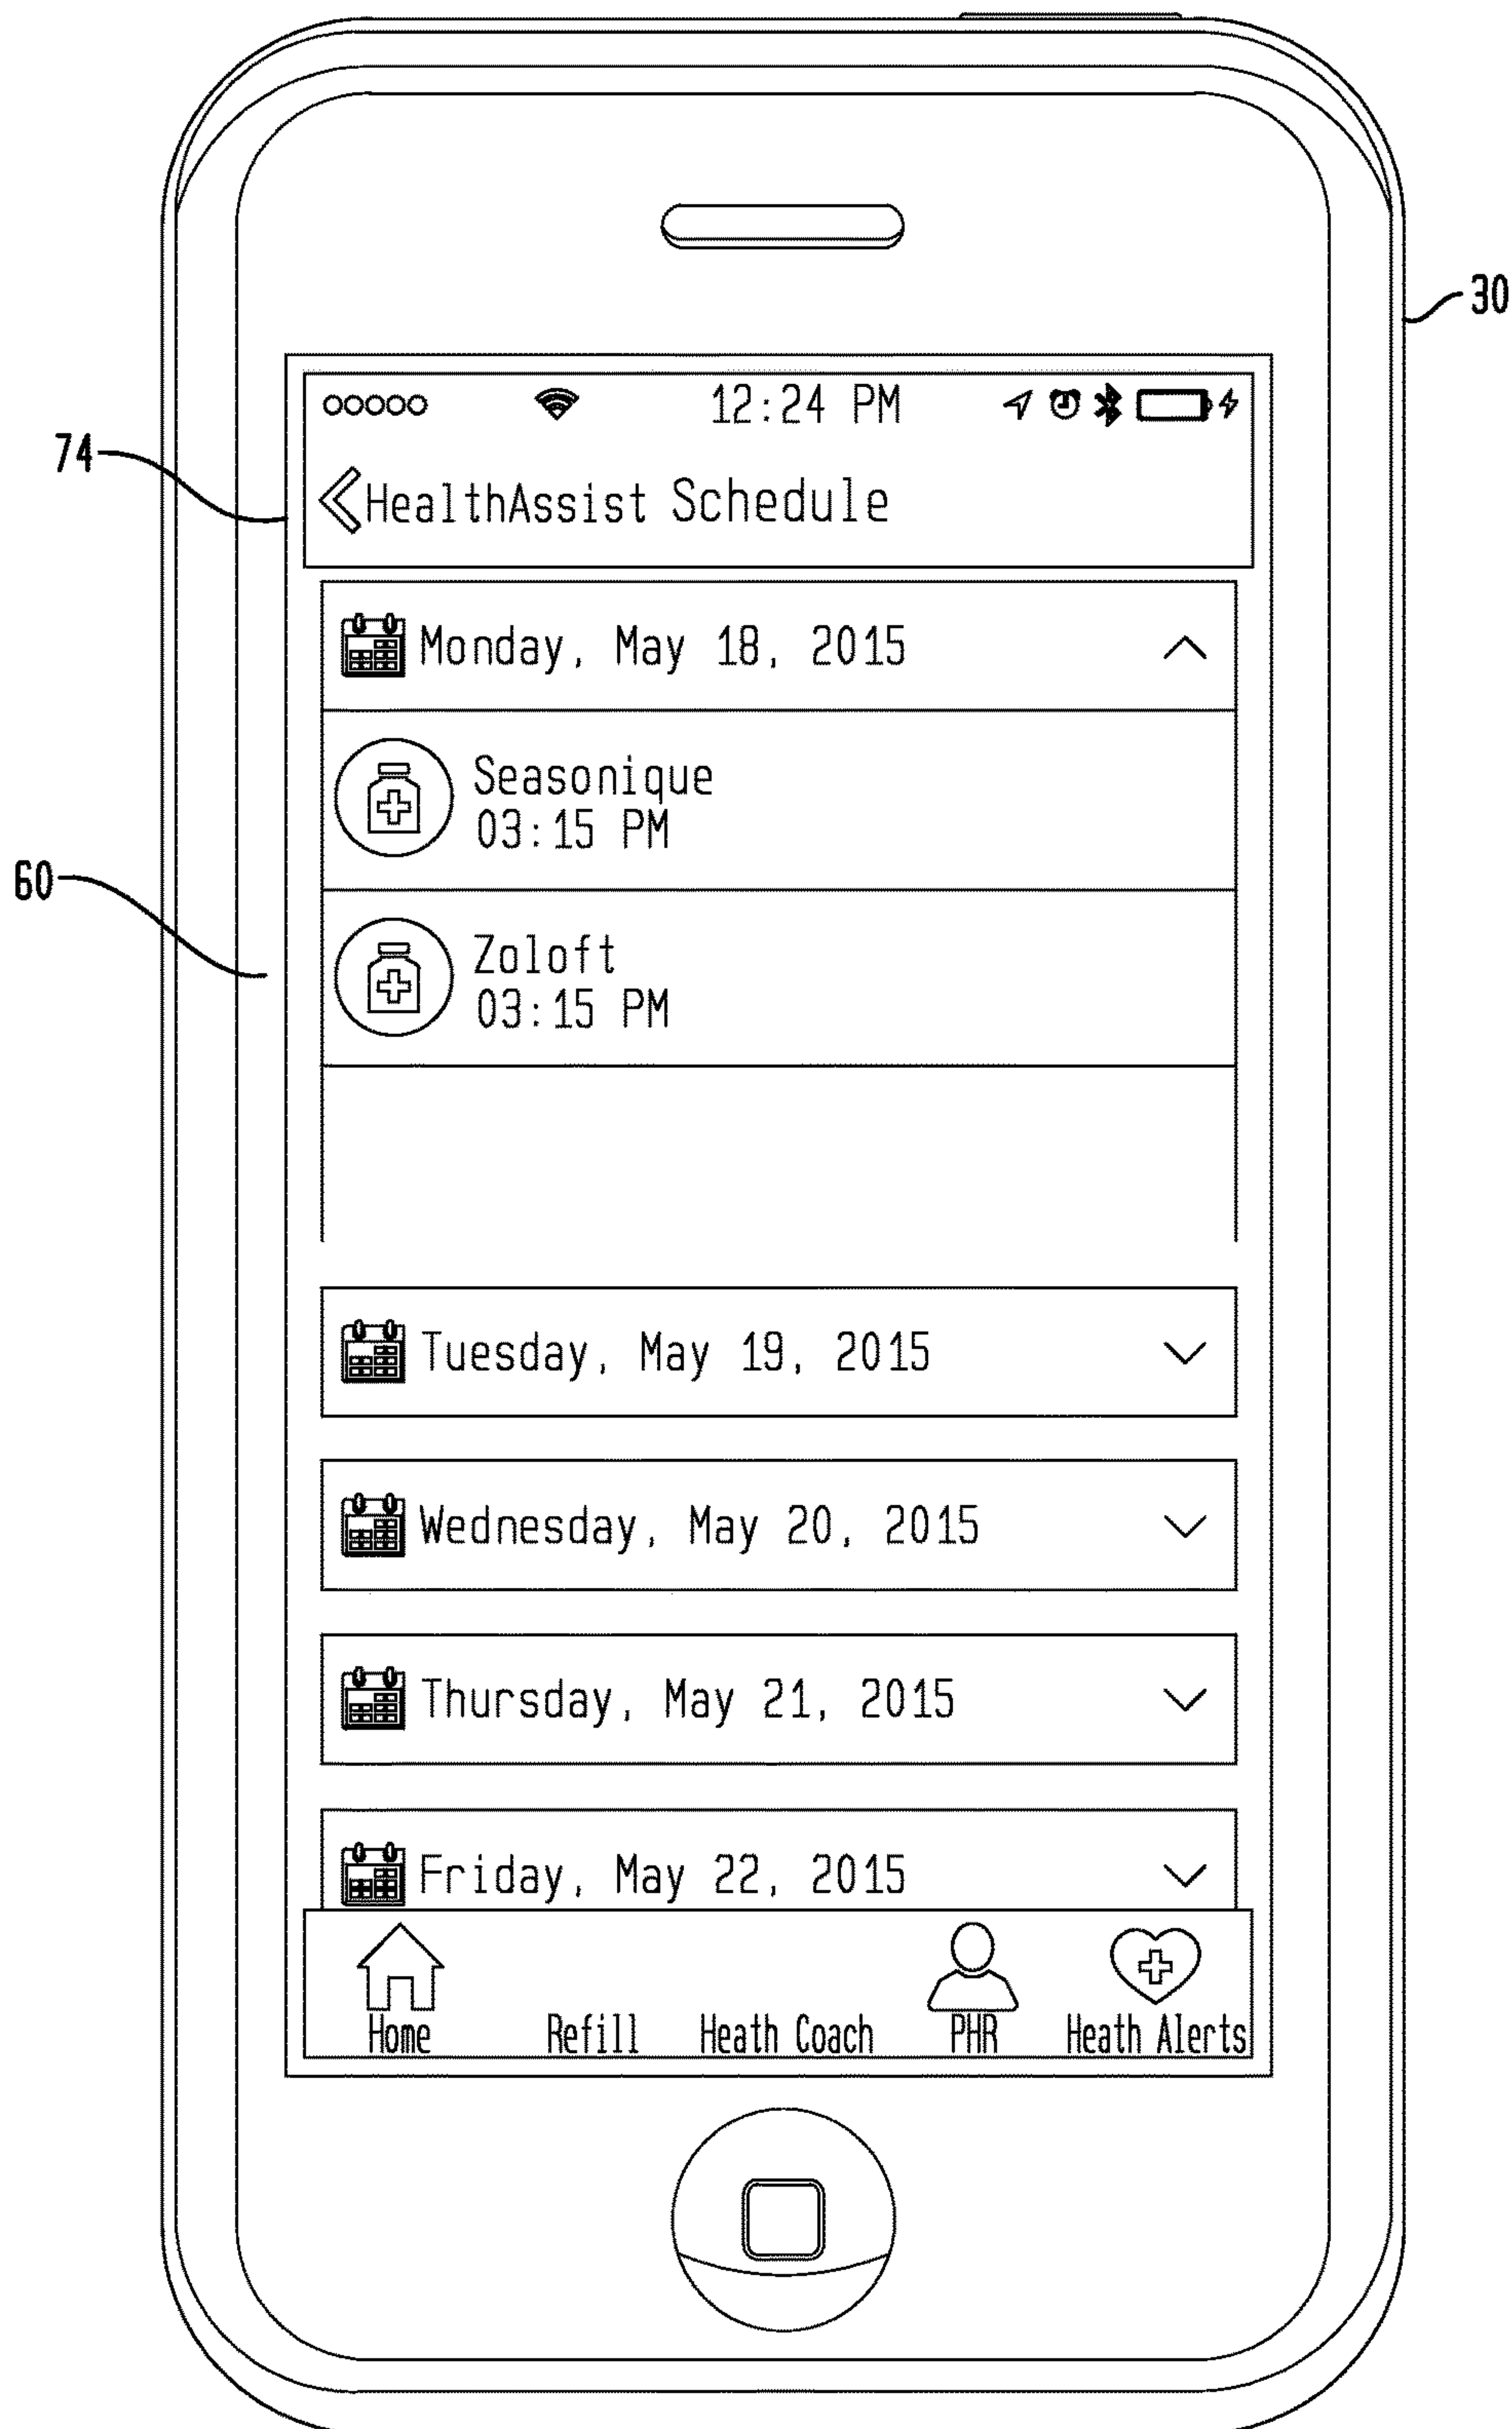 30
12:24 PM
74
HealthAssist Schedule
Monday, May 18, 2015
Seasonique
03:15 PM
60
Zoloft
03:15 PM
Tuesday, May 19, 2015
Wednesday, May 20, 2015
Thursday, May 21, 2015
Friday, May 22, 2015
Home Refill Heath Coach PHR Heath Alerts